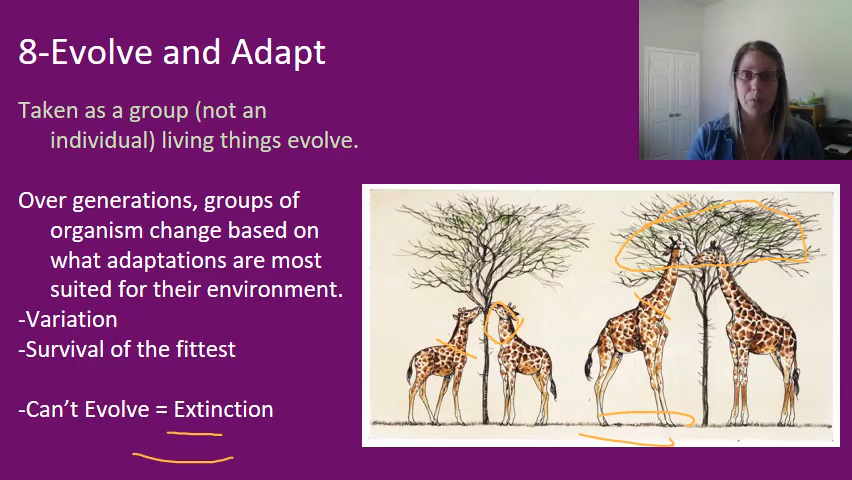 8-Evolve and Adapt
Taken as a group (not an
individual) living things evolve.
Over generations, groups of
organism change based on
what adaptations are most
suited for their environment.
-Variation
-Survival of the fittest
-Can't Evolve = Extinction